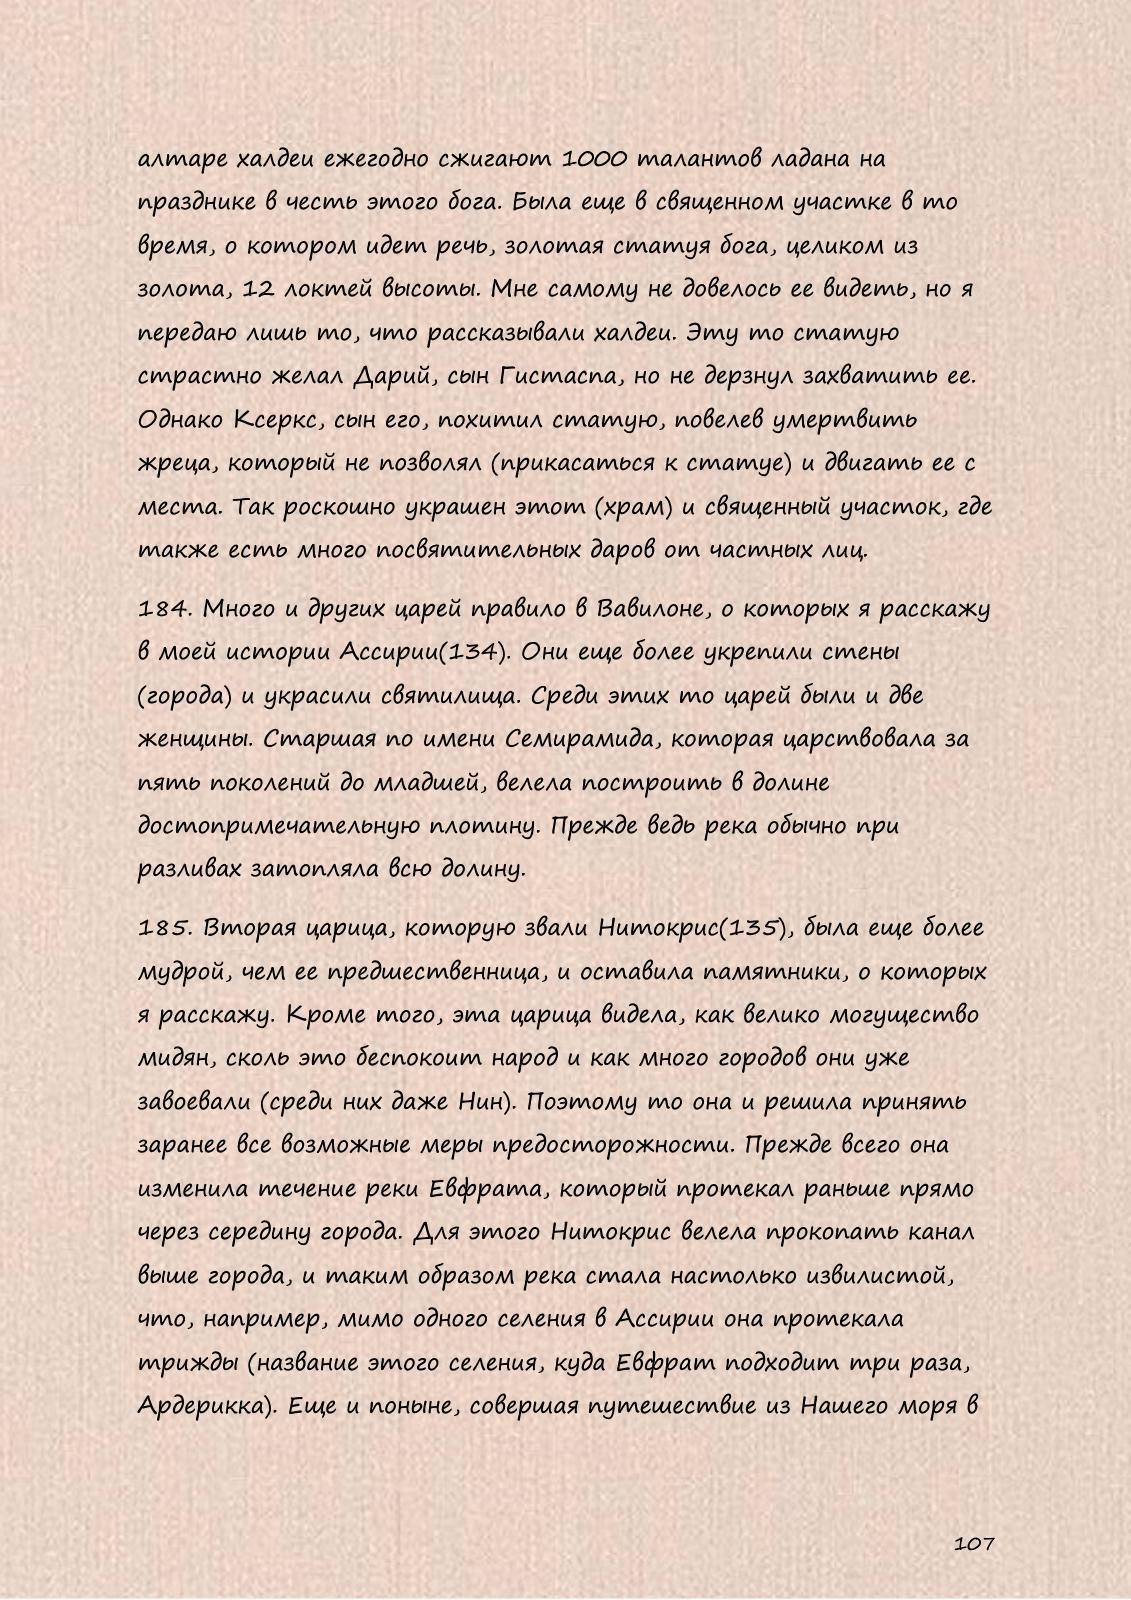 алтаре халдеи ежегодно сжигают 1000 талантов ладана на
празднике в честь этого бога. Была еще в священном участке в то
время, о котором идет речь, золотая статуя бога, целиком из
золота, 12 локтей высоты. Мне самому не довелось ее видеть, но я
передаю лишь то, что рассказывали халдеи. Эту то статую
страстно желал Дарий, сын Гистаспа, но не дерзнул захватить ее.
Однако Ксеркс, сын его, похитил статую, повелев умертвить
жреца, который не позволял (прикасаться к статуе) и двигать ее с
места. Так роскошно украшен этот (храм) и священный участок, где
также есть много посвятительных даров от частных лиц.
184. Много и других царей правило в Вавилоне, о которых я расскажу
в моей истории Ассирии(134). Они еще более укрепили стены
(города) и украсили святилища. Среди этих то царей были и две
женщины. Старшая по имени Семирамида, которая царствовала за
пять поколений до младшей, велела построить в долине
достопримечательную плотину. Прежде ведь река обычно при
разливах затопляла всю долину.
185. Вторая царица, которую звали Нитокрис(135), была еще более
мудрой, чем ее предшественница, и оставила памятники, о которых
я расскажу. Кроме того, эта царица видела, как велико могущество
мидян, сколь это беспокоит народ и как много городов они уже
завоевали (среди них даже Нин). Поэтому то она и решила принять
заранее все возможные меры предосторожности. Прежде всего она
изменила течение реки Евфрата, который протекал раньше прямо
через середину города. Для этого Нитокрис велела прокопать канал
выше города, и таким образом река стала настолько извилистой,
что, например, мимо одного селения в Ассирии она протекала
трижды (название этого селения, куда Евфрат подходит три раза,
Ардерикка). Еще и поныне, совершая путешествие из Нашего моря в
107